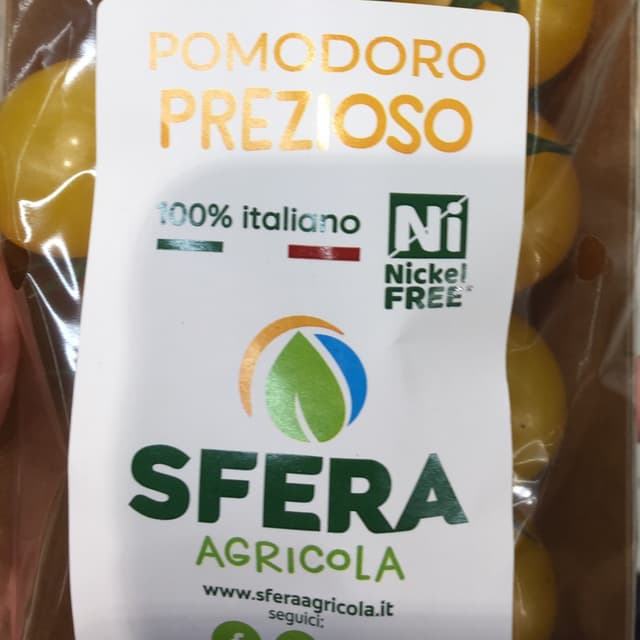 POMODORO
PREZIOSO
100% italiano
Ni
Nickel
FREE
SFERA
AGRICOLA
www.sferaagricola.it
seguici: